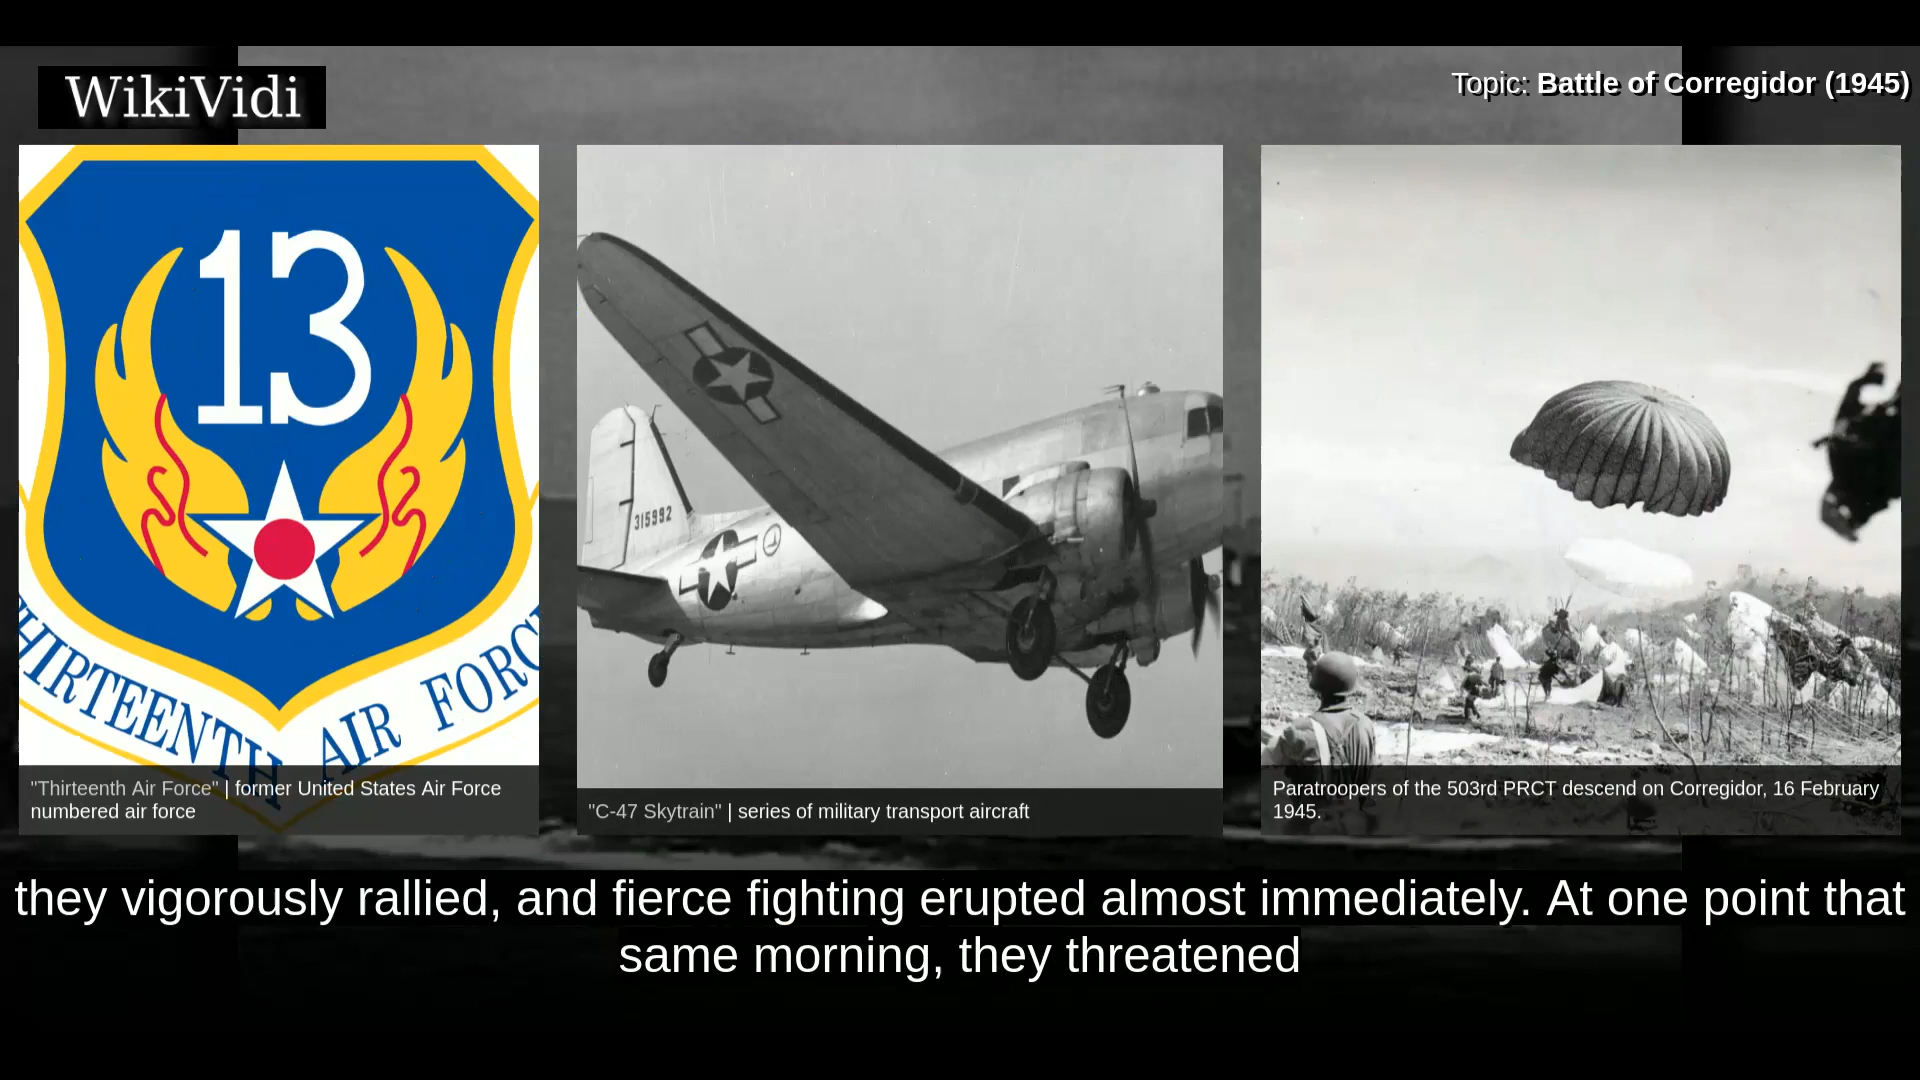 WikiVidi
Topic: Battle of Corregidor (1945)
13
THIRTEENTH AIR FORC
"Thirteenth Air Force" | former United States Air Force
numbered air force
315992
"C-47 Skytrain" | series of military transport aircraft
Paratroopers of the 503rd PRCT descend on Corregidor, 16 February
1945.
they vigorously rallied, and fierce fighting erupted almost immediately. At one point that
same morning, they threatened